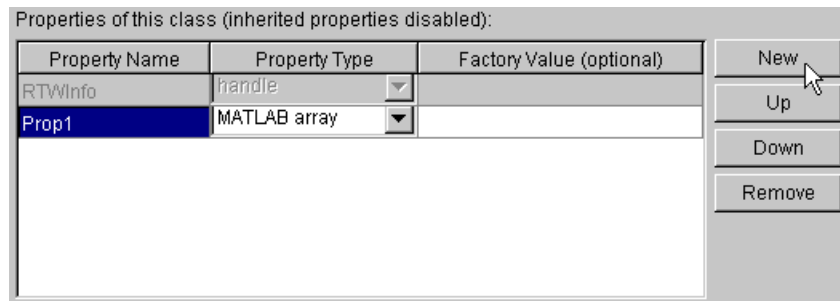 Properties of this class (inherited properties disabled):
Property Name Property Type Factory Value (optional) New
RTWInfo handle
Up
Prop1 MATLAB array
Down
Remove